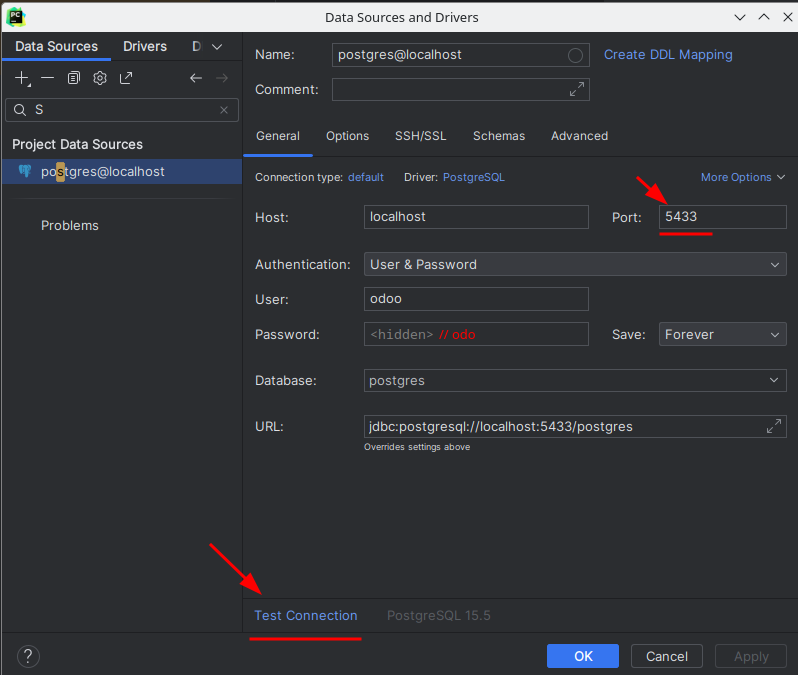 PC
Data Sources and Drivers
Data Sources Drivers D
Name: postgres@localhost Create DDL Mapping
Comment:
S
General Options SSH/SSL Schemas Advanced
Project Data Sources
postgres@localhost
Connection type: default Driver: PostgreSQL More Options
Host: localhost Port: 5433
Problems
Authentication: User & Password
User: odoo
Password: <hidden> // odo Save: Forever
Database: postgres
URL: jdbc:postgresql://localhost:5433/postgres
Overrides settings above
Test Connection PostgreSQL 15.5
? OK Cancel Apply